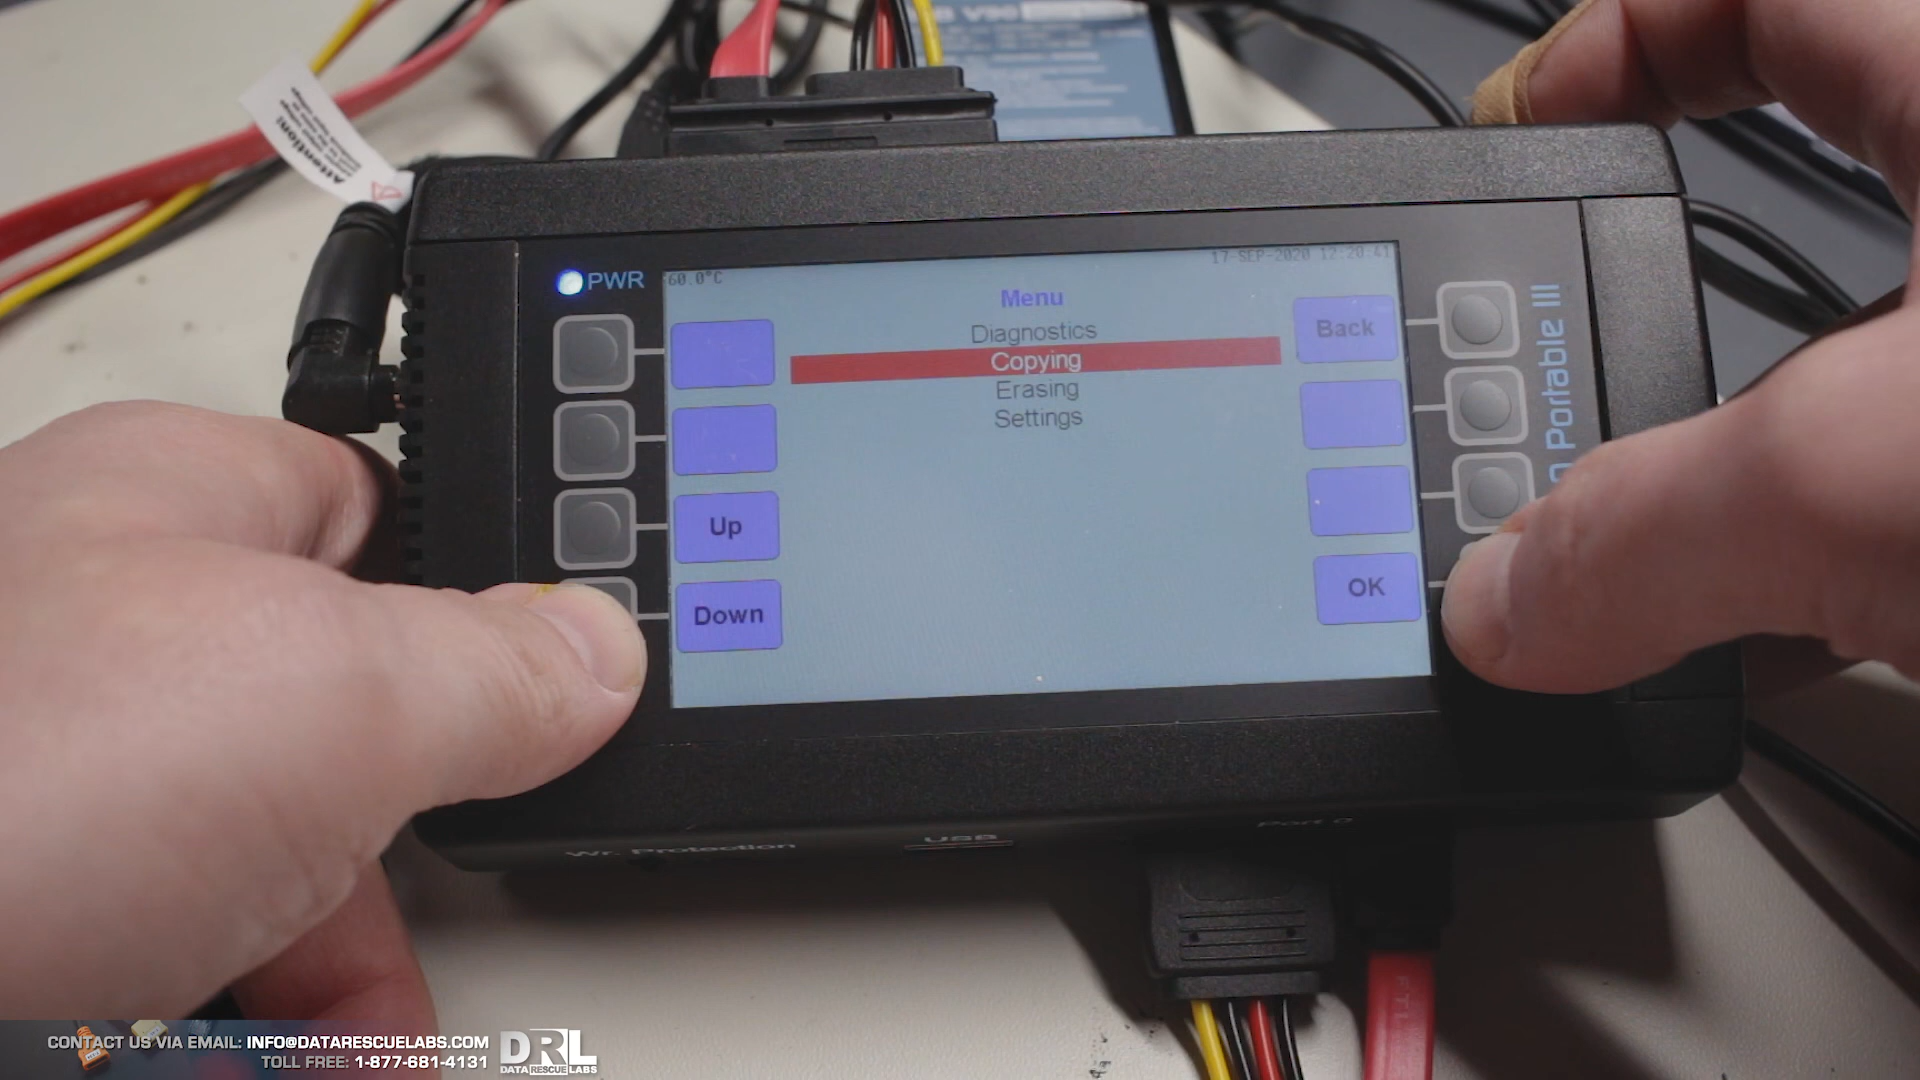 Attention!
V90
PWR
60.0°C
17-SEP-2020 12:20:41
Menu
Diagnostics
Copying
Erasing
Settings
Up
Down
Back
OK
Portable III
Wr. Protection
USB
Port 0
CONTACT US VIA EMAIL: INFO@DATARESCUELABS.COM
TOLL FREE: 1-877-681-4131
DRL
DATA RESCUE LABS